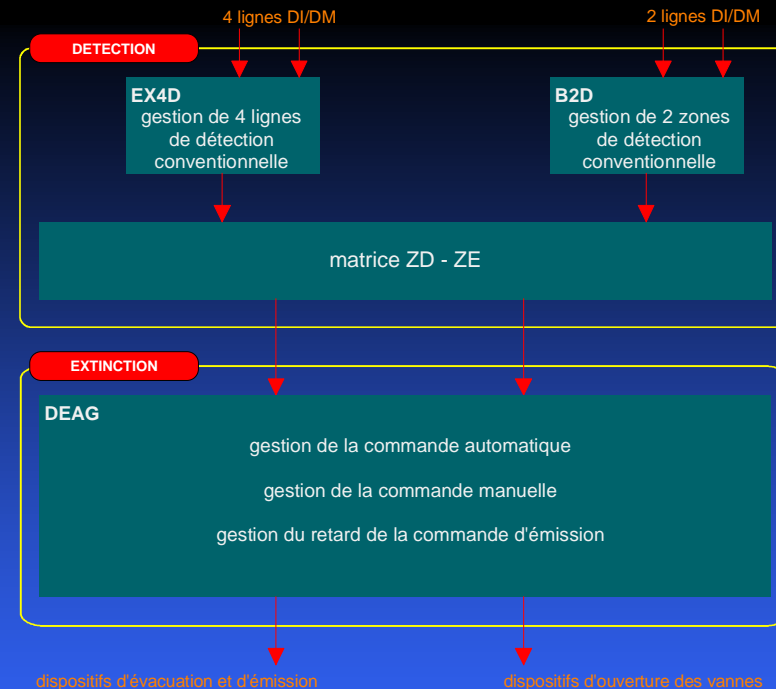 4 lignes DI/DM
2 lignes DI/DM
DETECTION
EX4D
gestion de 4 lignes
de détection
conventionnelle
B2D
gestion de 2 zones
de détection
conventionnelle
matrice ZD - ZE
EXTINCTION
DEAG
gestion de la commande automatique
gestion de la commande manuelle
gestion du retard de la commande d'émission
dispositifs d'évacuation et d'émission
dispositifs d'ouverture des vannes